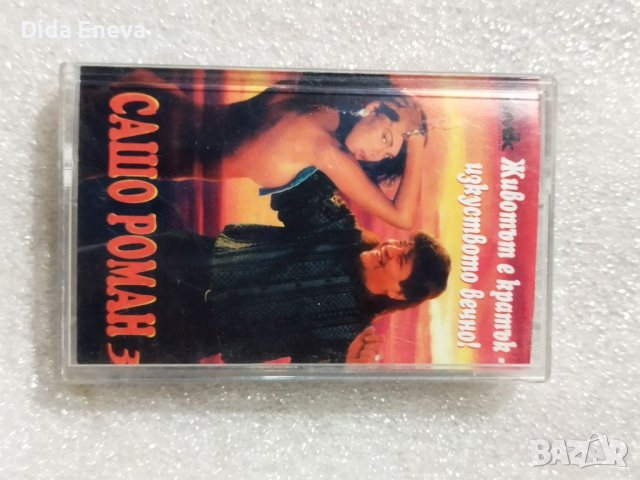 Dida Eneva
Животът е кратък -
изкуството вечно!
САШО РОМАН 3
BAZAR